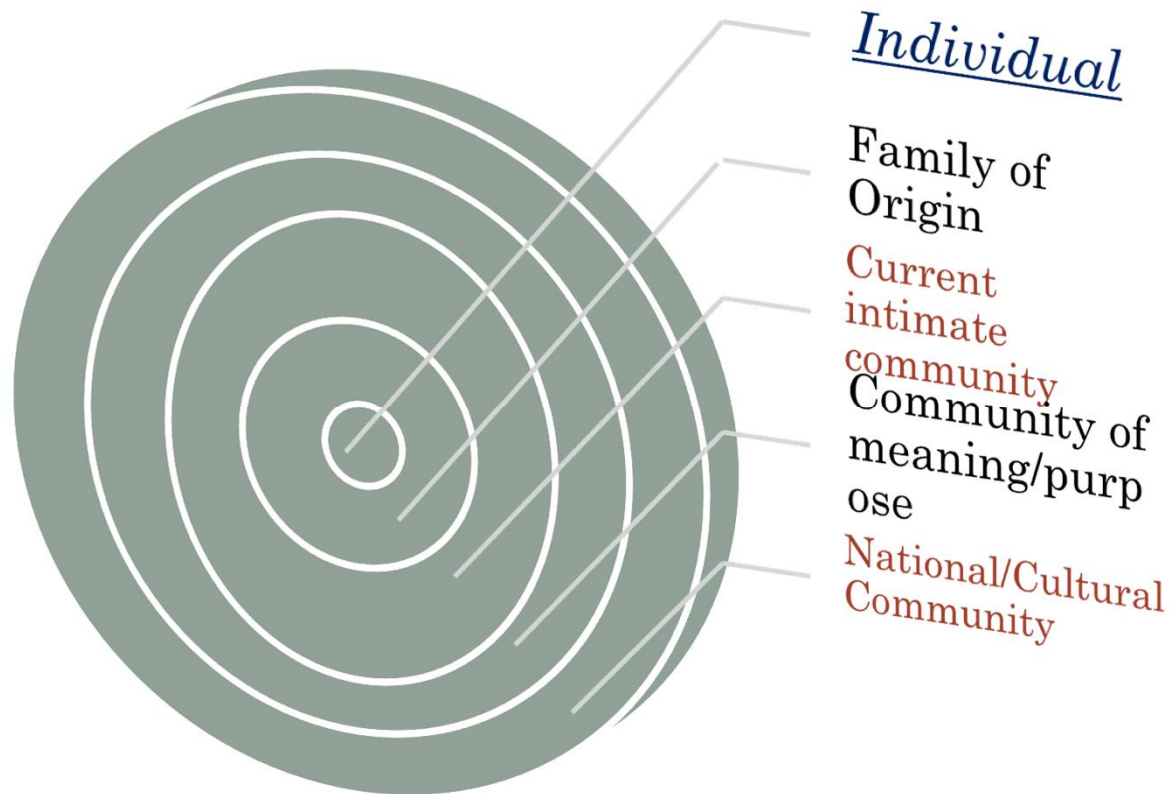 Individual
Family of
Origin
Current
intimate
community
Community of
meaning/purp
ose
National/Cultural
Community